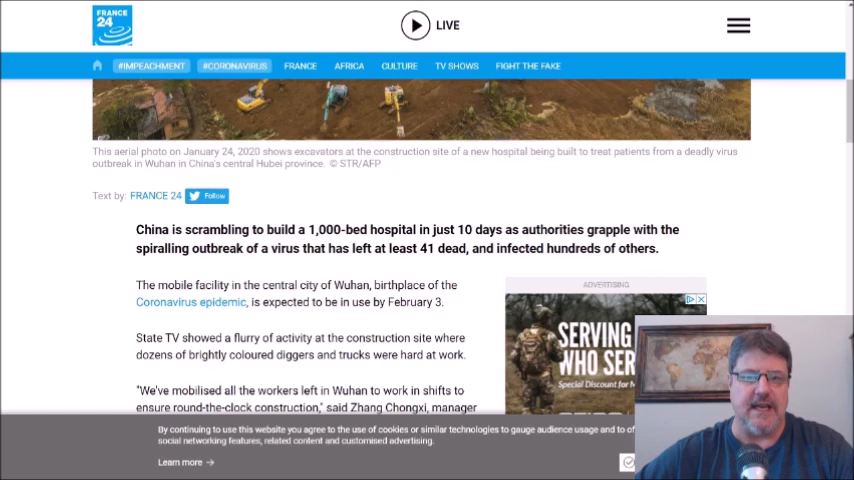 FRANCE
24
LIVE
#IMPEACHMENT #CORONAVIRUS FRANCE AFRICA CULTURE TV SHOWS FIGHT THE FAKE
This aerial photo on January 24, 2020 shows excavators at the construction site of a new hospital being built to treat patients from a deadly virus
outbreak in Wuhan in China's central Hubei province. © STR/AFP
Text by: FRANCE 24 Follow
China is scrambling to build a 1,000-bed hospital in just 10 days as authorities grapple with the
spiralling outbreak of a virus that has left at least 41 dead, and infected hundreds of others.
The mobile facility in the central city of Wuhan, birthplace of the
Coronavirus epidemic, is expected to be in use by February 3.
State TV showed a flurry of activity at the construction site where
dozens of brightly coloured diggers and trucks were hard at work.
"We've mobilised all the workers left in Wuhan to work in shifts to
ensure round-the-clock construction," said Zhang Chongxi, manager
ADVERTISING
SERVING
WHO SER
Special Discount for M
By continuing to use this website you agree to the use of cookies or similar technologies to gauge audience usage and to of
social networking features, related content and customised advertising.
Learn more →